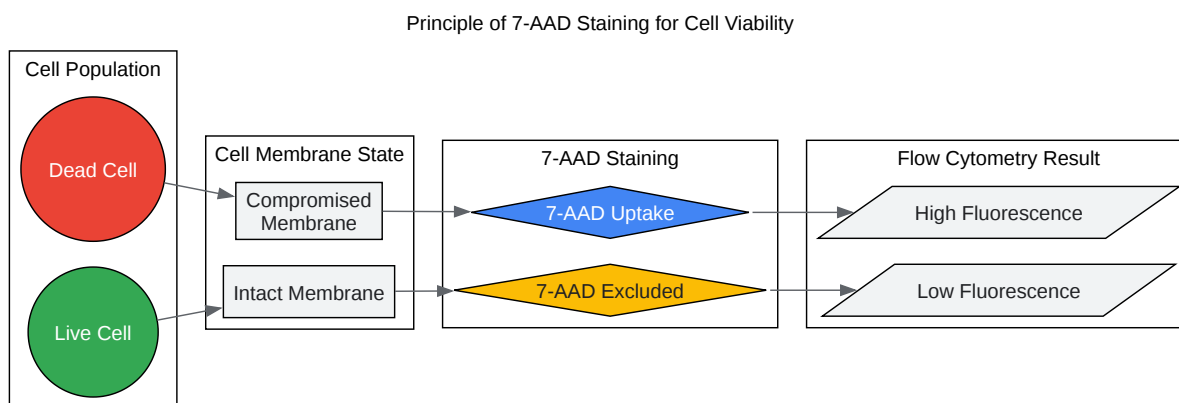 Principle of 7-AAD Staining for Cell Viability
Cell Population
Dead Cell
Live Cell
Cell Membrane State
Compromised
Membrane
Intact Membrane
7-AAD Staining
7-AAD Uptake
7-AAD Excluded
Flow Cytometry Result
High Fluorescence
Low Fluorescence